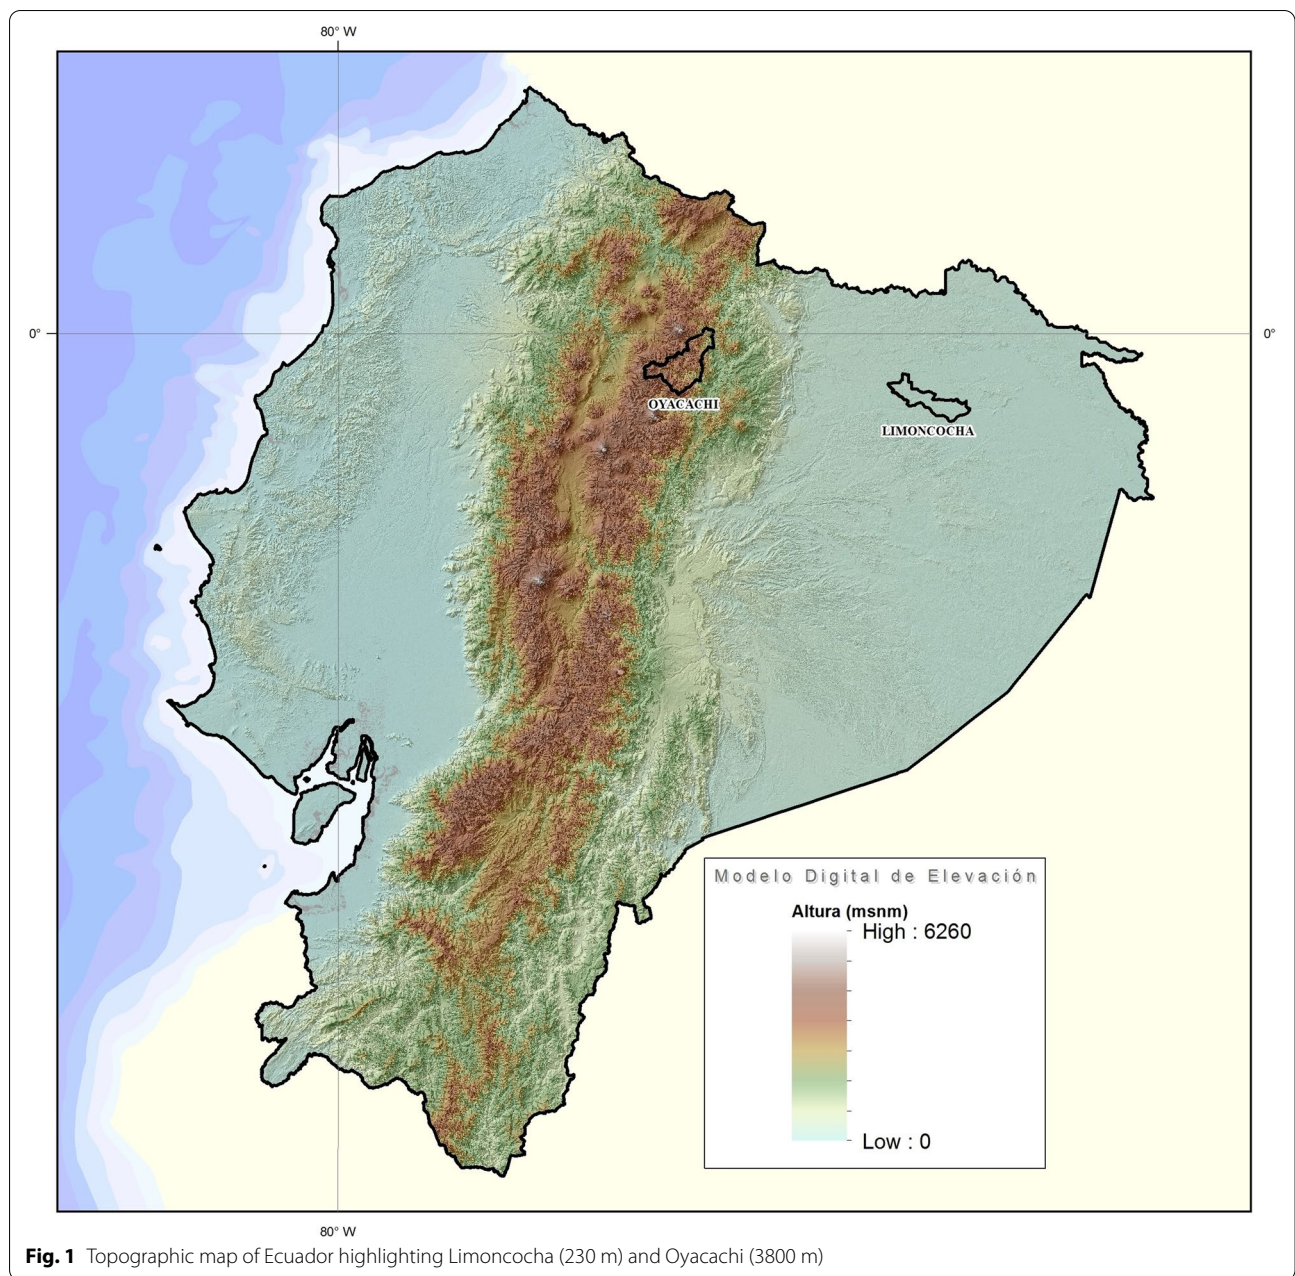 80° W
0°
0°
OYACACHI
LIMONCOCHA
Modelo Digital de Elevación
Altura (msnm)
High : 6260
Low : 0
80° W
Fig. 1 Topographic map of Ecuador highlighting Limoncocha (230 m) and Oyacachi (3800 m)